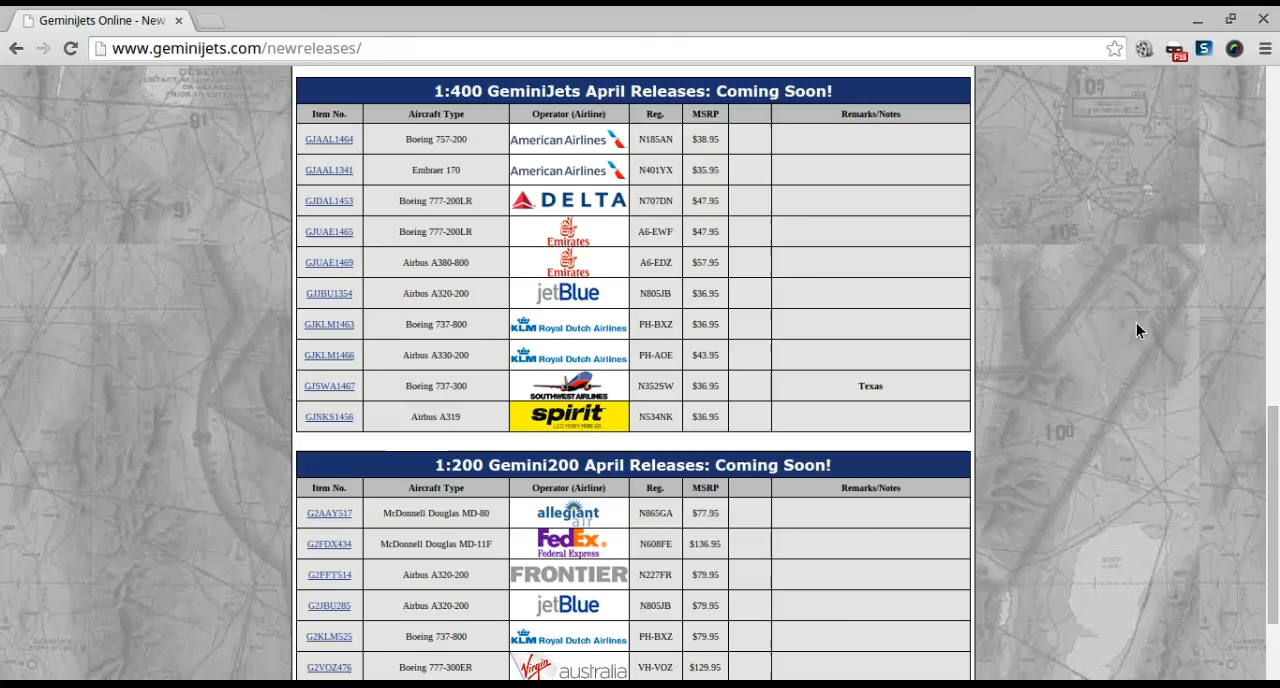 GeminiJets Online - New
www.geminijets.com/newreleases/
F15
S
1:400 GeminiJets April Releases: Coming Soon!
Item No. Aircraft Type Operator (Airline) Reg. MSRP Remarks/Notes
GJAAL1464 Boeing 757-200 American Airlines N185AN $38.95
GJAAL1341 Embraer 170 American Airlines N401YX $35.95
GJDAL1453 Boeing 777-200LR DELTA N707DN $47.95
GJUAE1465 Boeing 777-200LR Emirates A6-EWF $47.95
GJUAE1469 Airbus A380-800 Emirates A6-EDZ $57.95
GJJBU1354 Airbus A320-200 jetBlue N805JB $36.95
GJKLM1463 Boeing 737-800 KLM Royal Dutch Airlines PH-BXZ $36.95
GJKLM1466 Airbus A330-200 KLM Royal Dutch Airlines PH-AOE $43.95
GJSWA1467 Boeing 737-300 SOUTHWEST AIRLINES N352SW $36.95 Texas
GJNKS1456 Airbus A319 spirit LESS MONEY. MORE GO. N534NK $36.95
1:200 Gemini200 April Releases: Coming Soon!
Item No. Aircraft Type Operator (Airline) Reg. MSRP Remarks/Notes
G2AAY517 McDonnell Douglas MD-80 allegiant air N865GA $77.95
G2FDX434 McDonnell Douglas MD-11F FedEx Federal Express N608FE $136.95
G2FFT514 Airbus A320-200 FRONTIER N227FR $79.95
G2JBU285 Airbus A320-200 jetBlue N805JB $79.95
G2KLM525 Boeing 737-800 KLM Royal Dutch Airlines PH-BXZ $79.95
G2VOZ476 Boeing 777-300ER Virgin australia VH-VOZ $129.95